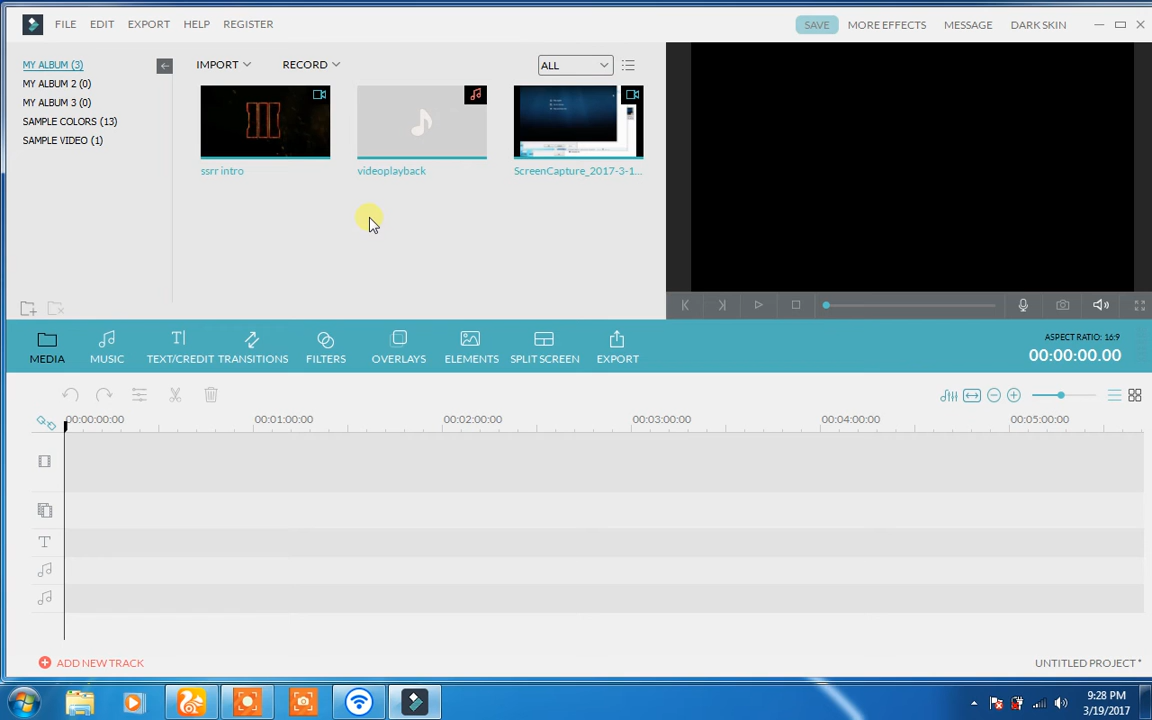 FILE EDIT EXPORT HELP REGISTER SAVE MORE EFFECTS MESSAGE DARK SKIN
MY ALBUM (3)
MY ALBUM 2 (0)
MY ALBUM 3 (0)
SAMPLE COLORS (13)
SAMPLE VIDEO (1)
IMPORT RECORD ALL
ssrr intro videoplayback ScreenCapture_2017-3-1...
MEDIA MUSIC TEXT/CREDIT TRANSITIONS FILTERS OVERLAYS ELEMENTS SPLIT SCREEN EXPORT
ASPECT RATIO: 16:9
00:00:00.00
00:00:00:00 00:01:00:00 00:02:00:00 00:03:00:00 00:04:00:00 00:05:00:00
T
ADD NEW TRACK UNTITLED PROJECT *
9:28 PM
3/19/2017